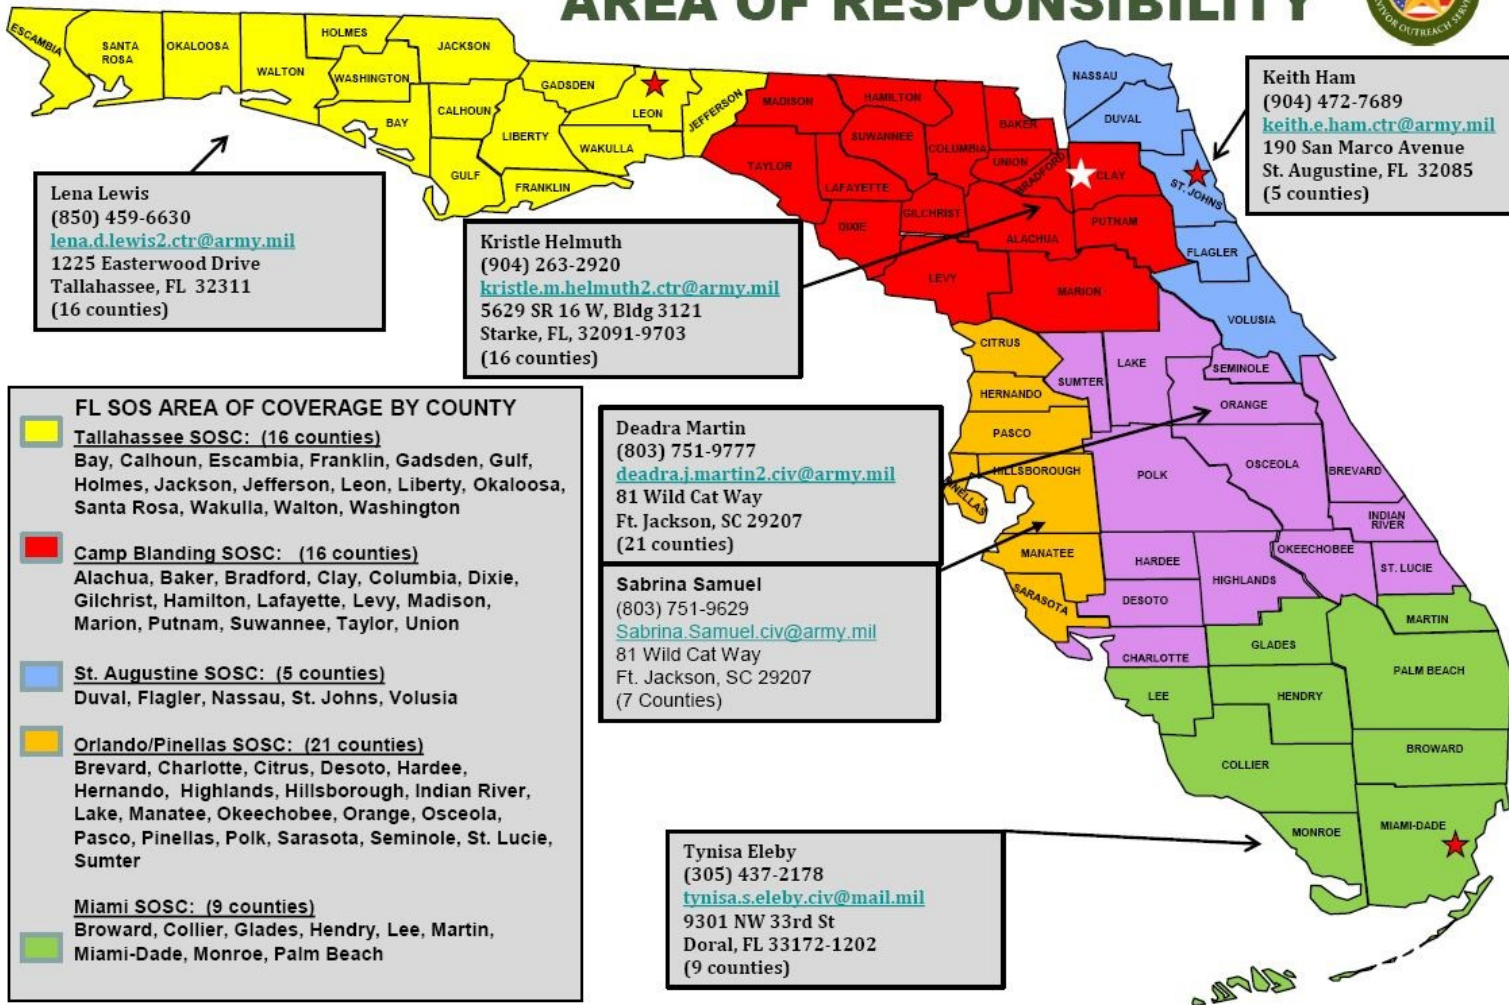 AREA OF RESPONSIBILITY
VIVOR OUTREACH SERV
ESCAMBIA
SANTA
ROSA
OKALOOSA
WALTON
HOLMES
WASHINGTON
JACKSON
BAY
CALHOUN
GULF
GADSDEN
LIBERTY
FRANKLIN
LEON
WAKULLA
JEFFERSON
MADISON
TAYLOR
HAMILTON
SUWANNEE
LAFAYETTE
DIXIE
COLUMBIA
GILCHRIST
LEVY
BAKER
UNION
BRADFORD
CLAY
ALACHUA
PUTNAM
MARION
NASSAU
DUVAL
ST. JOHNS
FLAGLER
VOLUSIA
Keith Ham
(904) 472-7689
keith.e.ham.ctr@army.mil
190 San Marco Avenue
St. Augustine, FL 32085
(5 counties)
Lena Lewis
(850) 459-6630
lena.d.lewis2.ctr@army.mil
1225 Easterwood Drive
Tallahassee, FL 32311
(16 counties)
Kristle Helmuth
(904) 263-2920
kristle.m.helmuth2.ctr@army.mil
5629 SR 16 W, Bldg 3121
Starke, FL, 32091-9703
(16 counties)
CITRUS
HERNANDO
PASCO
HILLSBOROUGH
INELLAS
MANATEE
SARASOTA
SUMTER
LAKE
SEMINOLE
ORANGE
POLK
OSCEOLA
BREVARD
INDIAN
RIVER
HARDEE
DESOTO
HIGHLANDS
OKEECHOBEE
ST. LUCIE
CHARLOTTE
GLADES
MARTIN
LEE
HENDRY
PALM BEACH
COLLIER
BROWARD
MONROE
MIAMI-DADE
Deadra Martin
(803) 751-9777
deadra.j.martin2.civ@army.mil
81 Wild Cat Way
Ft. Jackson, SC 29207
(21 counties)
Sabrina Samuel
(803) 751-9629
Sabrina.Samuel.civ@army.mil
81 Wild Cat Way
Ft. Jackson, SC 29207
(7 Counties)
Tynisa Eleby
(305) 437-2178
tynisa.s.eleby.civ@mail.mil
9301 NW 33rd St
Doral, FL 33172-1202
(9 counties)
FL SOS AREA OF COVERAGE BY COUNTY
Tallahassee SOSC: (16 counties)
Bay, Calhoun, Escambia, Franklin, Gadsden, Gulf,
Holmes, Jackson, Jefferson, Leon, Liberty, Okaloosa,
Santa Rosa, Wakulla, Walton, Washington
Camp Blanding SOSC: (16 counties)
Alachua, Baker, Bradford, Clay, Columbia, Dixie,
Gilchrist, Hamilton, Lafayette, Levy, Madison,
Marion, Putnam, Suwannee, Taylor, Union
St. Augustine SOSC: (5 counties)
Duval, Flagler, Nassau, St. Johns, Volusia
Orlando/Pinellas SOSC: (21 counties)
Brevard, Charlotte, Citrus, Desoto, Hardee,
Hernando, Highlands, Hillsborough, Indian River,
Lake, Manatee, Okeechobee, Orange, Osceola,
Pasco, Pinellas, Polk, Sarasota, Seminole, St. Lucie,
Sumter
Miami SOSC: (9 counties)
Broward, Collier, Glades, Hendry, Lee, Martin,
Miami-Dade, Monroe, Palm Beach